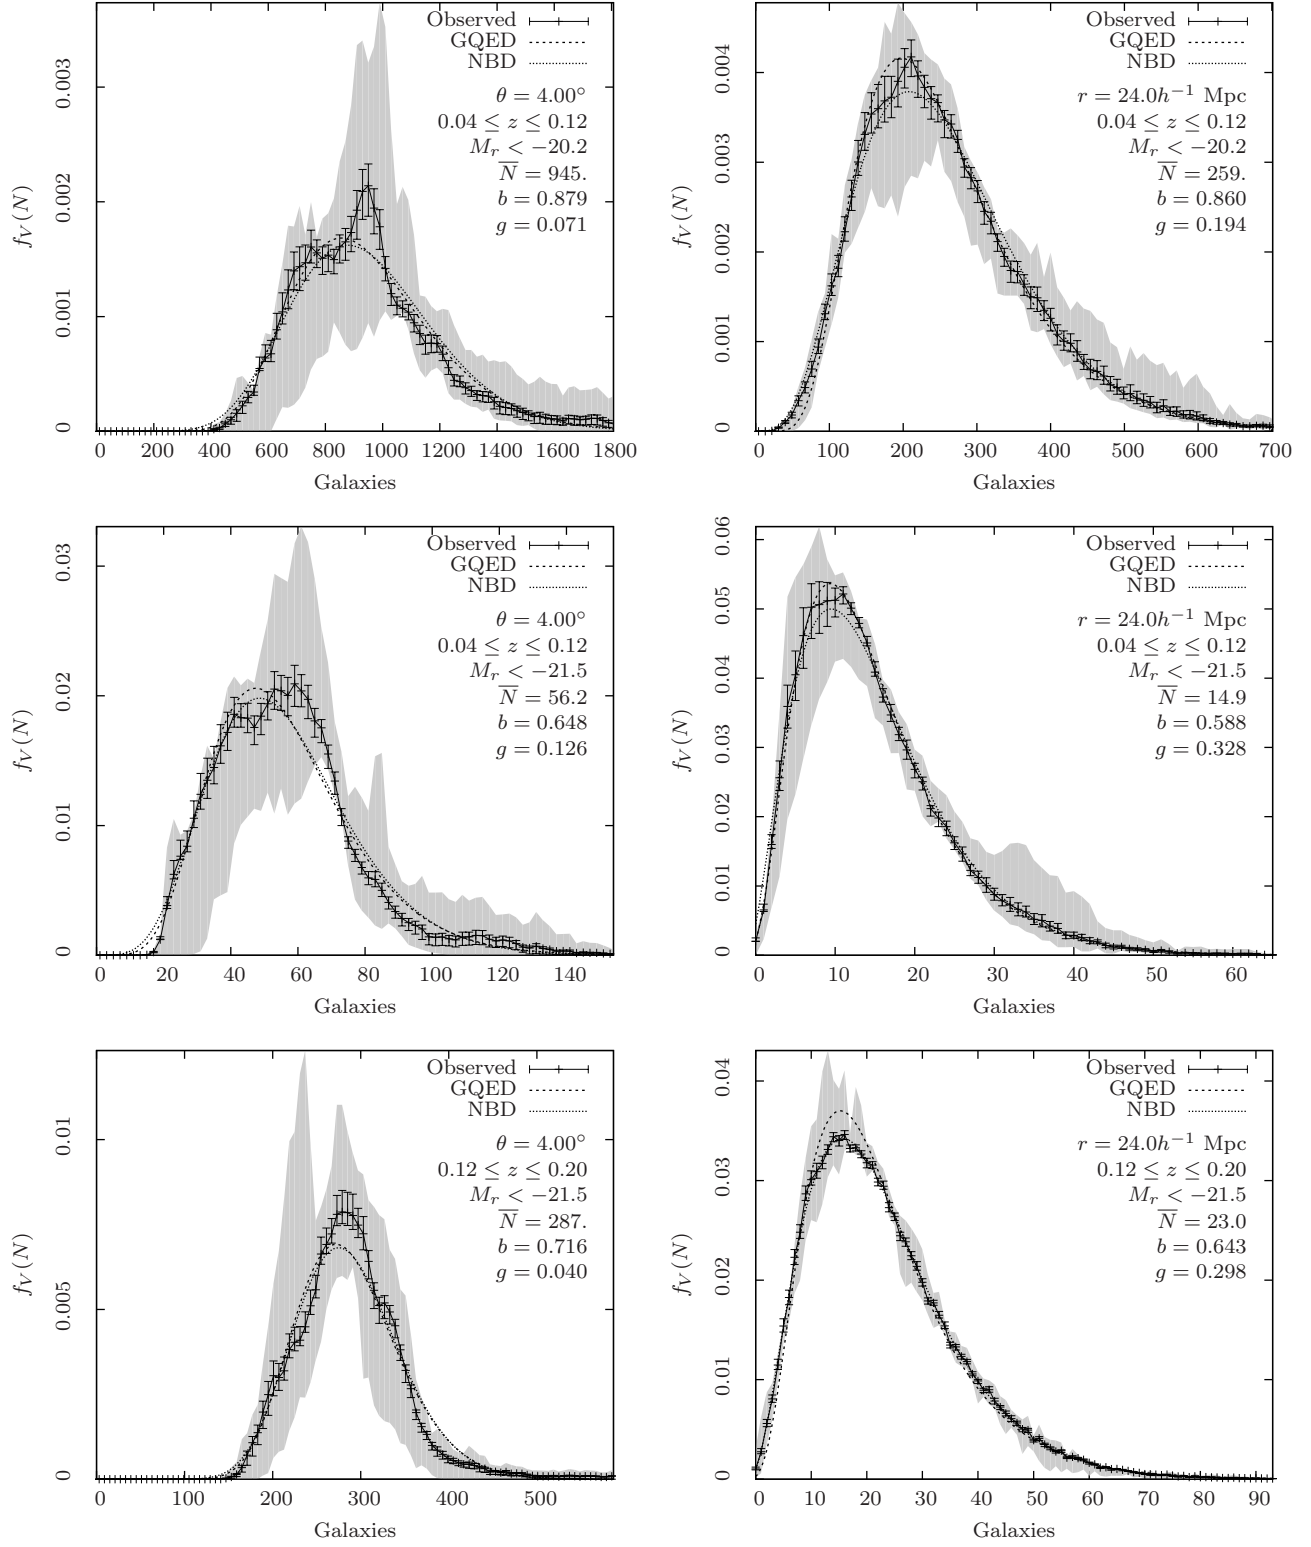 Observed
GQED
NBD
θ = 4.00°
0.04 ≤ z ≤ 0.12
M_r < −20.2
N̅ = 945.
b = 0.879
g = 0.071
f_V(N)
0
0.001
0.002
0.003
0 200 400 600 800 1000 1200 1400 1600 1800
Galaxies
Observed
GQED
NBD
r = 24.0h⁻¹ Mpc
0.04 ≤ z ≤ 0.12
M_r < −20.2
N̅ = 259.
b = 0.860
g = 0.194
f_V(N)
0
0.001
0.002
0.003
0.004
0 100 200 300 400 500 600 700
Galaxies
Observed
GQED
NBD
θ = 4.00°
0.04 ≤ z ≤ 0.12
M_r < −21.5
N̅ = 56.2
b = 0.648
g = 0.126
f_V(N)
0
0.01
0.02
0.03
0 20 40 60 80 100 120 140
Galaxies
Observed
GQED
NBD
r = 24.0h⁻¹ Mpc
0.04 ≤ z ≤ 0.12
M_r < −21.5
N̅ = 14.9
b = 0.588
g = 0.328
f_V(N)
0
0.01
0.02
0.03
0.04
0.05
0.06
0 10 20 30 40 50 60
Galaxies
Observed
GQED
NBD
θ = 4.00°
0.12 ≤ z ≤ 0.20
M_r < −21.5
N̅ = 287.
b = 0.716
g = 0.040
f_V(N)
0
0.005
0.01
0 100 200 300 400 500
Galaxies
Observed
GQED
NBD
r = 24.0h⁻¹ Mpc
0.12 ≤ z ≤ 0.20
M_r < −21.5
N̅ = 23.0
b = 0.643
g = 0.298
f_V(N)
0
0.01
0.02
0.03
0.04
0 10 20 30 40 50 60 70 80 90
Galaxies